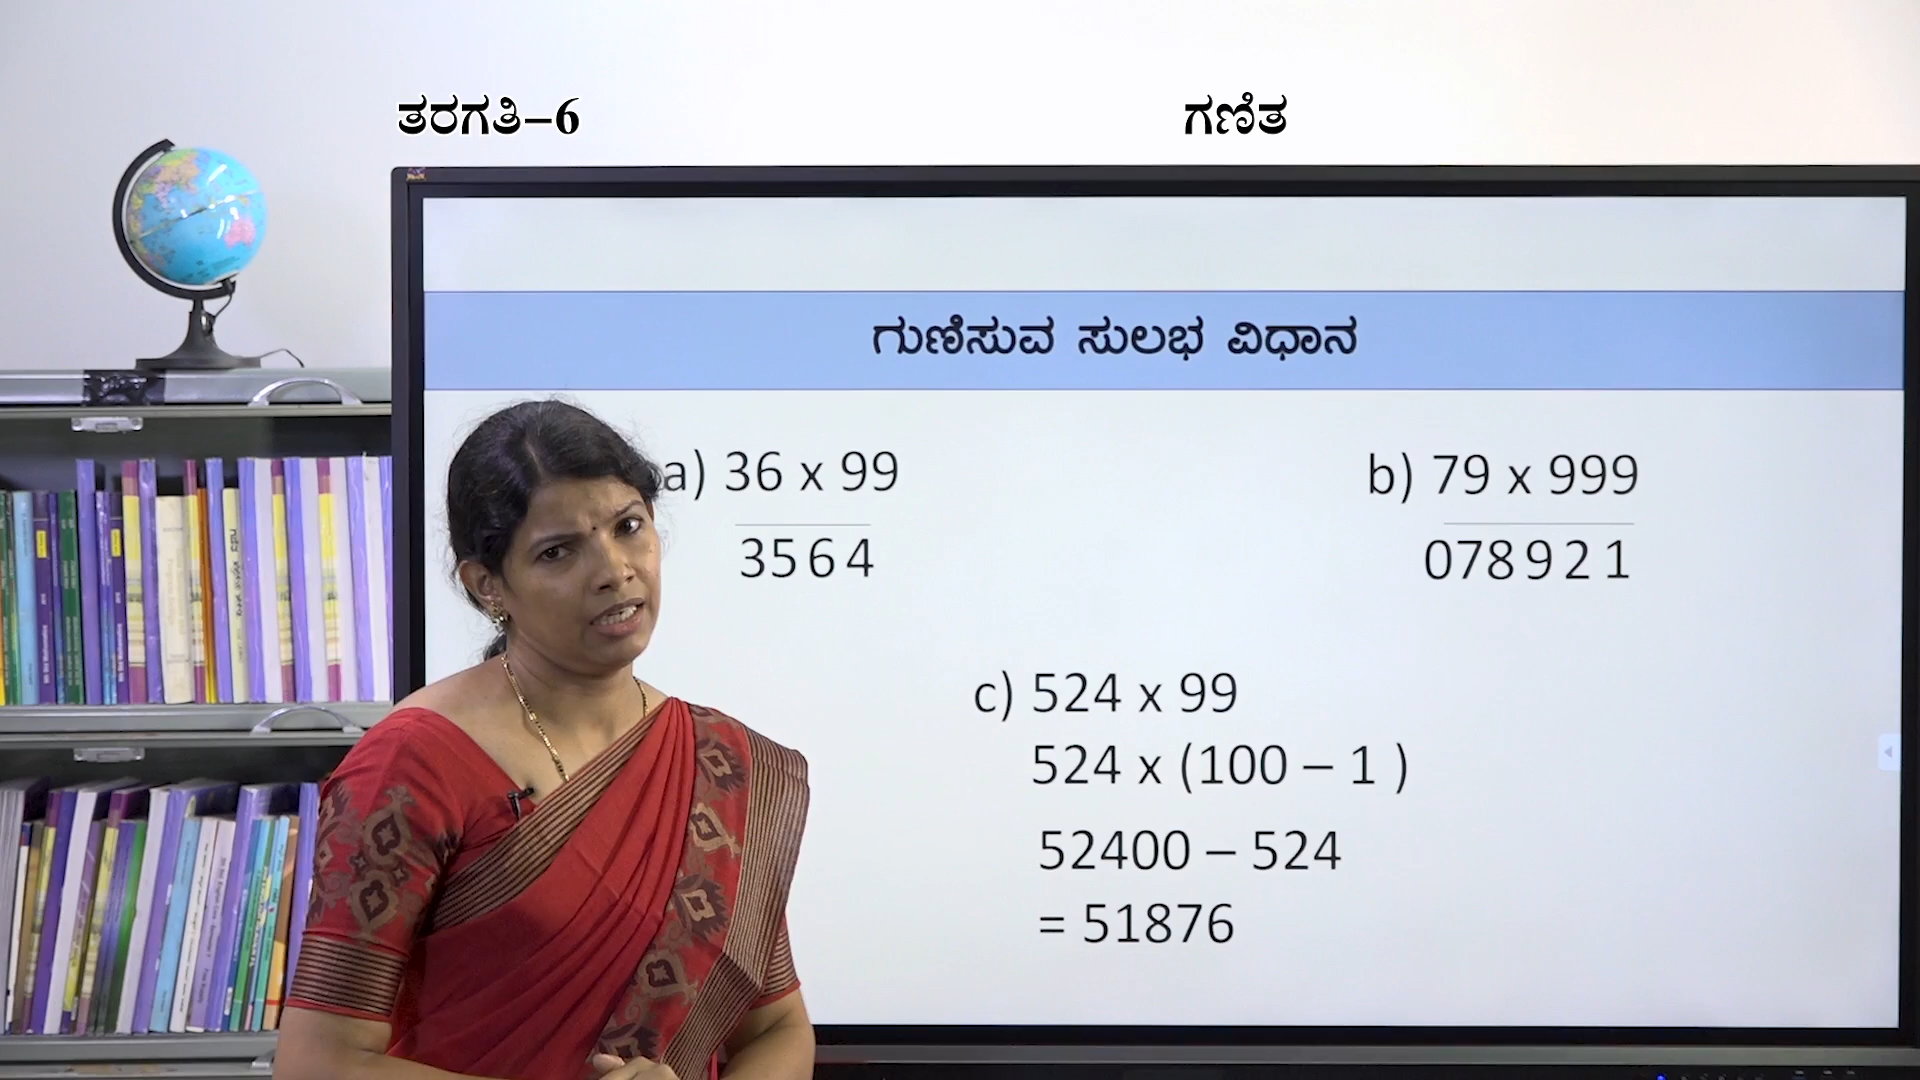 ತರಗತಿ–6
ಗಣಿತ
ಗುಣಿಸುವ ಸುಲಭ ವಿಧಾನ
a) 36 x 99
3564
b) 79 x 999
078921
c) 524 x 99
524 x (100 – 1 )
52400 – 524
= 51876